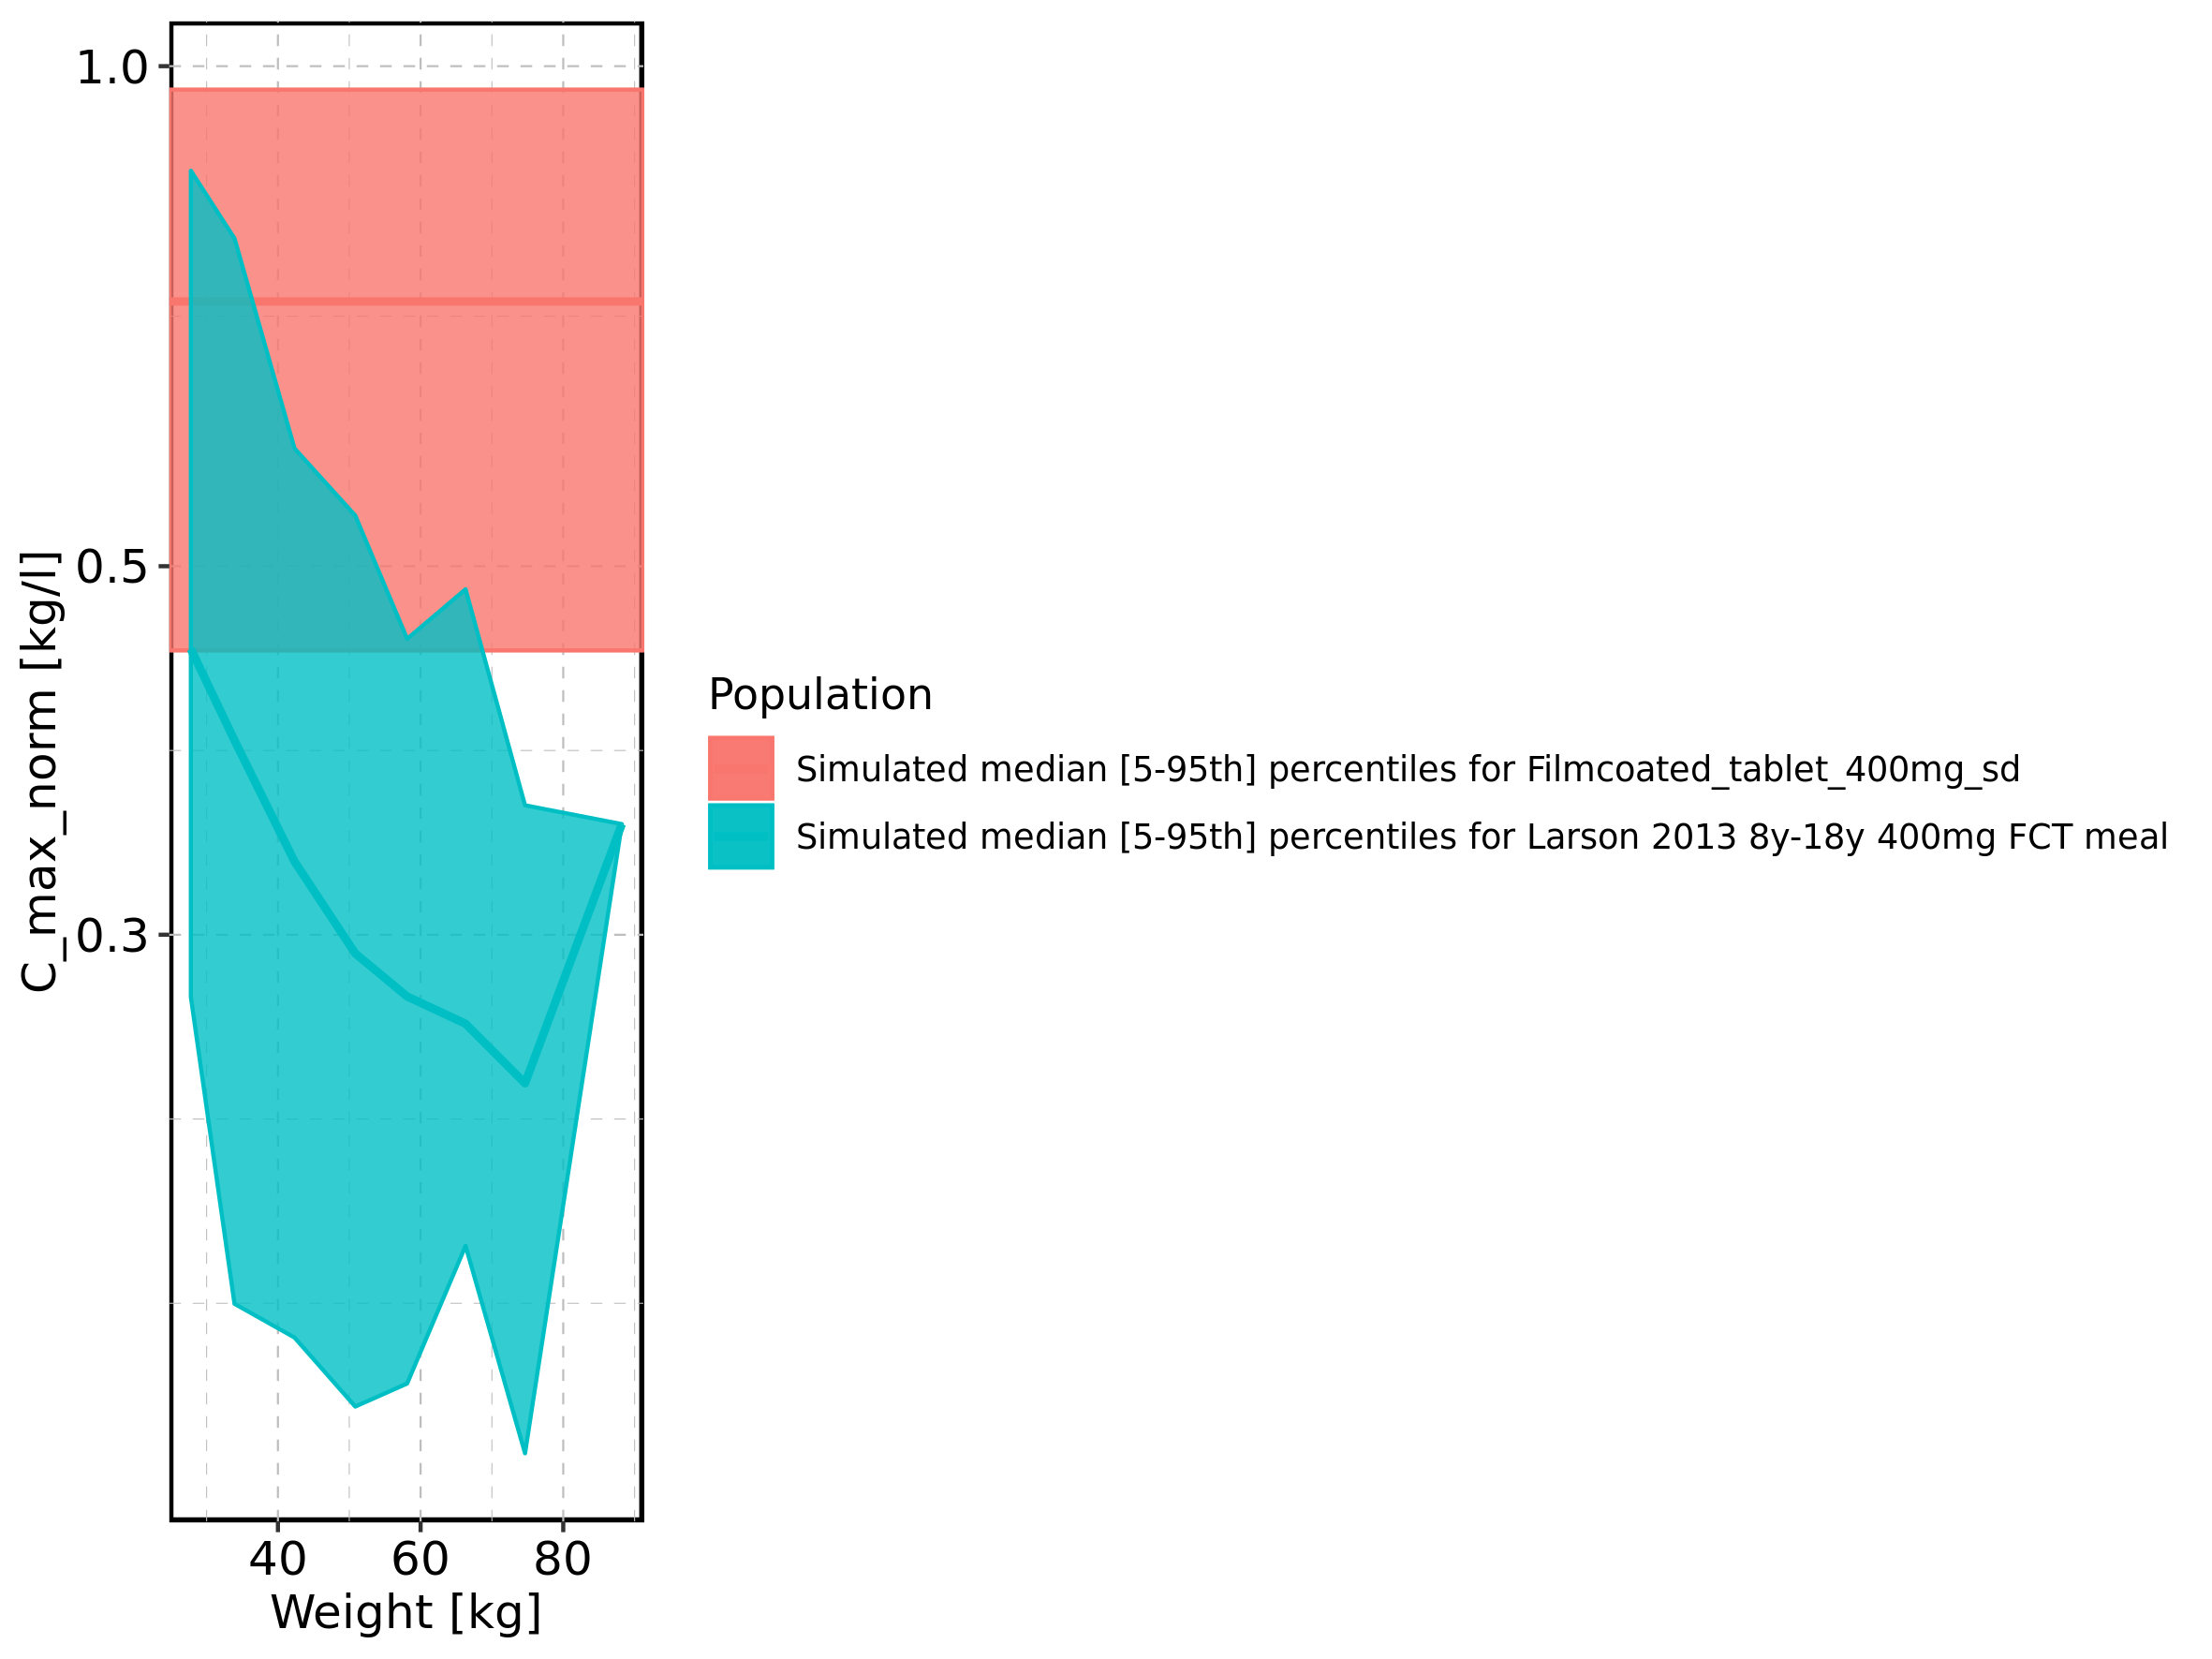 C_max_norm [kg/l]
1.0
0.5
0.3
40 60 80
Weight [kg]
Population
Simulated median [5-95th] percentiles for Filmcoated_tablet_400mg_sd
Simulated median [5-95th] percentiles for Larson 2013 8y-18y 400mg FCT meal